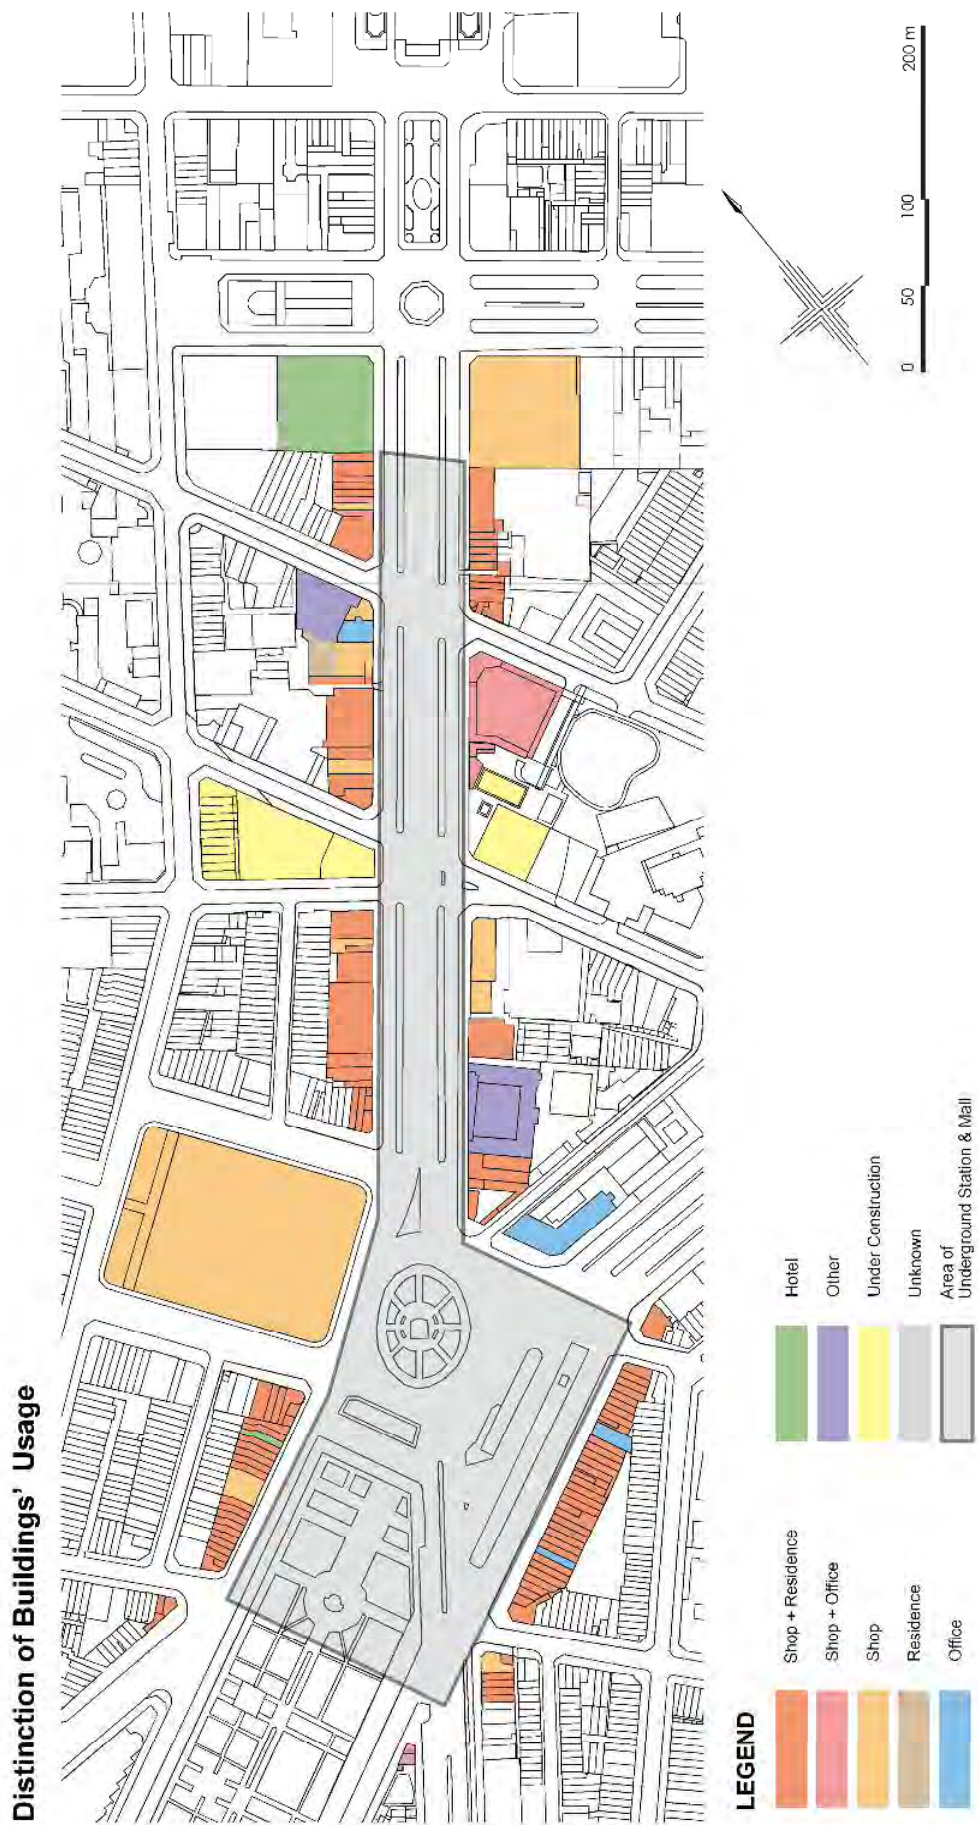 Distinction of Buildings' Usage
LEGEND
Shop + Residence
Shop + Office
Shop
Residence
Office
Hotel
Other
Under Construction
Unknown
Area of
Underground Station & Mall
0 50 100 200 m